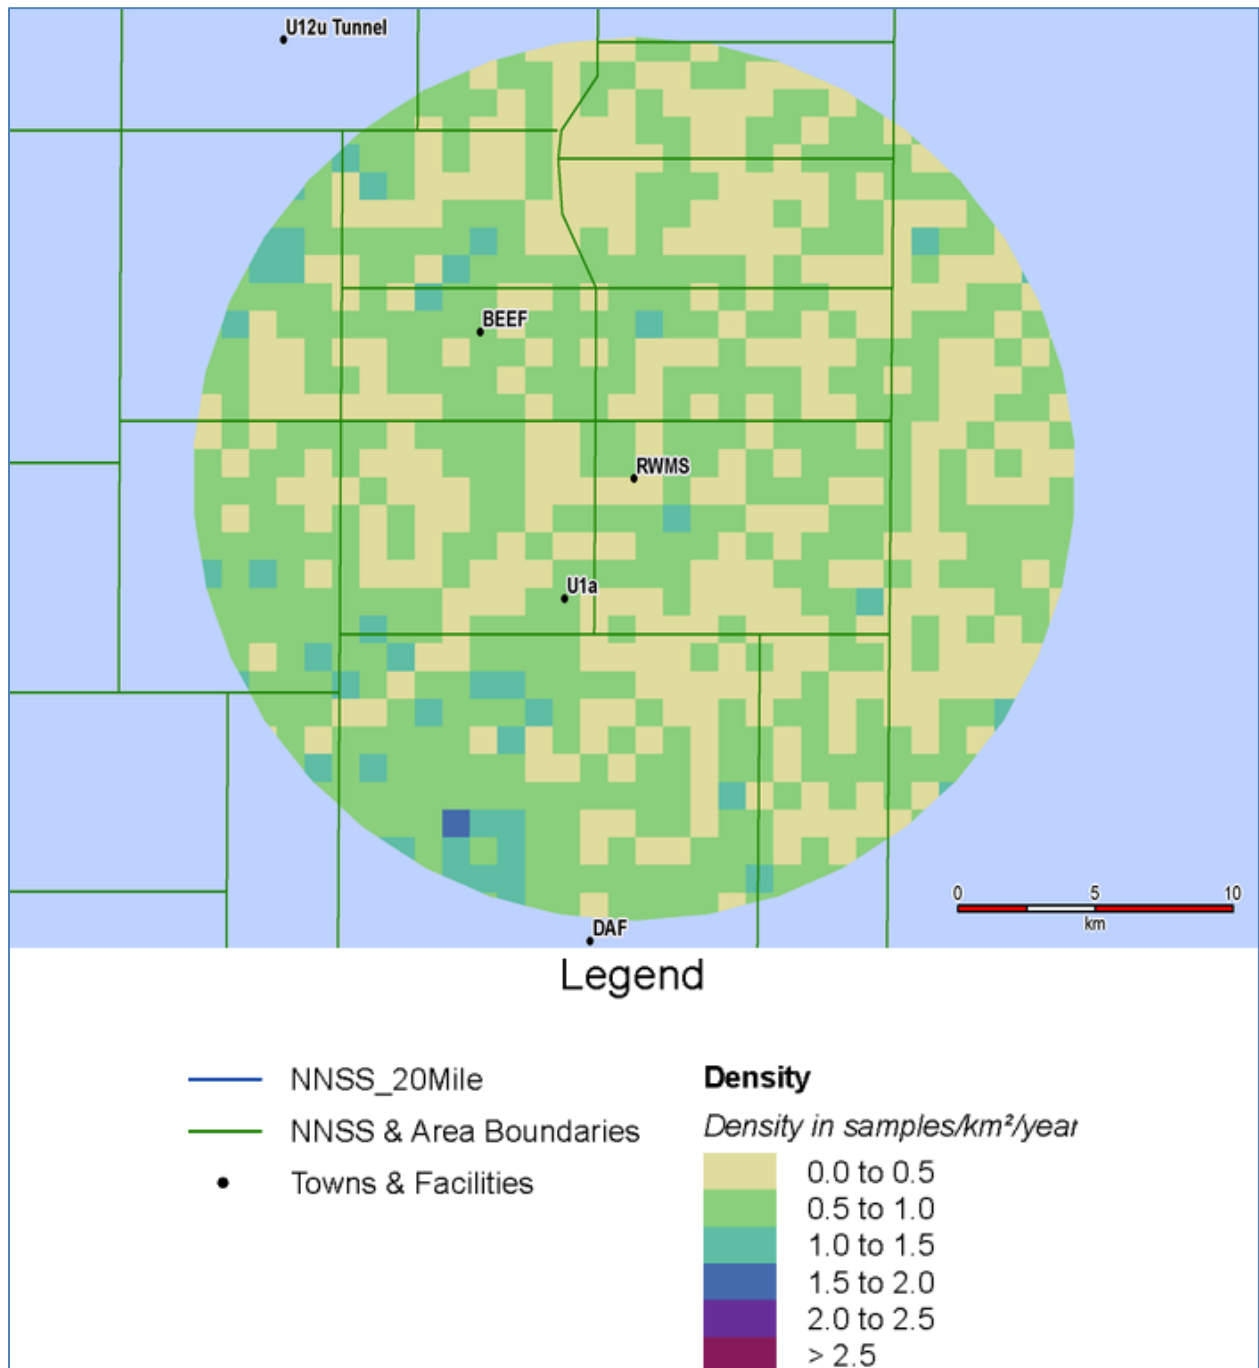 U12u Tunnel
BEEF
RWMS
U1a
0 5 10
km
DAF
Legend
NNSS_20Mile
NNSS & Area Boundaries
Towns & Facilities
Density
Density in samples/km²/year
0.0 to 0.5
0.5 to 1.0
1.0 to 1.5
1.5 to 2.0
2.0 to 2.5
> 2.5